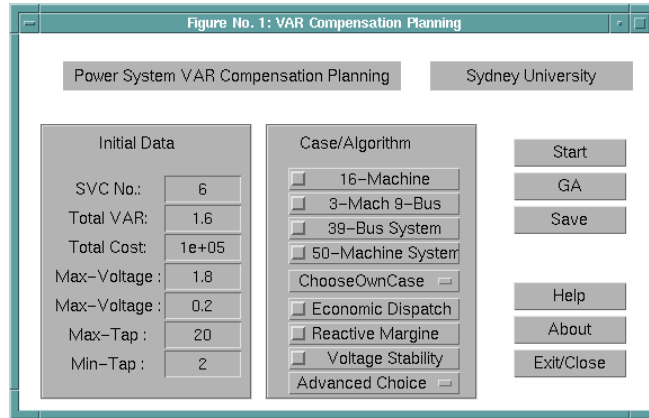 Figure No. 1: VAR Compensation Planning
Power System VAR Compensation Planning
Sydney University
Initial Data
SVC No.: 6
Total VAR: 1.6
Total Cost: 1e+05
Max-Voltage : 1.8
Max-Voltage : 0.2
Max-Tap : 20
Min-Tap : 2
Case/Algorithm
16-Machine
3-Mach 9-Bus
39-Bus System
50-Machine System
ChooseOwnCase
Economic Dispatch
Reactive Margine
Voltage Stability
Advanced Choice
Start
GA
Save
Help
About
Exit/Close